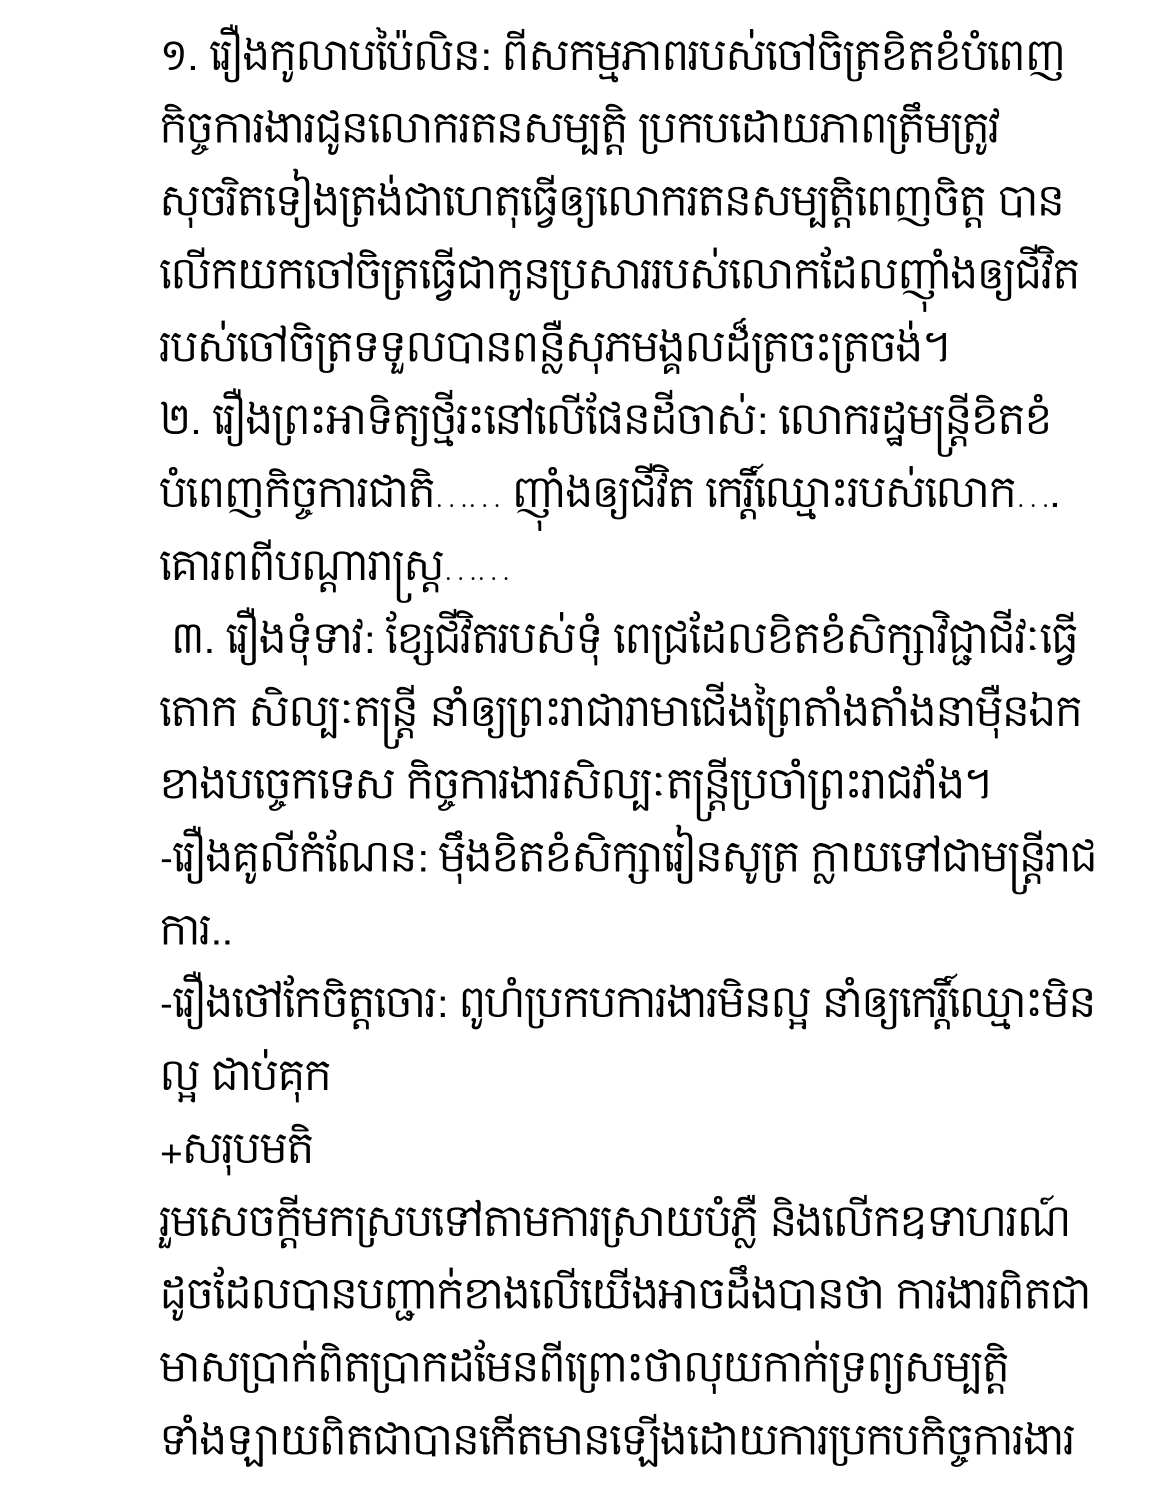 ១. រឿងកូលាបប៉ៃលិន: ពីសកម្មភាពរបស់ចៅចិត្រខិតខំបំពេញ
កិច្ចការងារជូនលោករតនសម្បត្តិ ប្រកបដោយភាពត្រឹមត្រូវ
សុចរិតទៀងត្រង់ជាហេតុធ្វើឲ្យលោករតនសម្បត្តិពេញចិត្ត បាន
លើកយកចៅចិត្រធ្វើជាកូនប្រសាររបស់លោកដែលញ៉ាំងឲ្យជីវិត
របស់ចៅចិត្រទទួលបានពន្លឺសុភមង្គលដ៏ត្រចះត្រចង់។
២. រឿងព្រះអាទិត្យថ្មីរះនៅលើផែនដីចាស់: លោករដ្ឋមន្ត្រីខិតខំ
បំពេញកិច្ចការជាតិ…… ញ៉ាំងឲ្យជីវិត កេរ្តិ៍ឈ្មោះរបស់លោក….
គោរពពីបណ្តារាស្ត្រ……
៣. រឿងទុំទាវ: ខ្សែជីវិតរបស់ទុំ ពេជ្រដែលខិតខំសិក្សាវិជ្ជាជីវៈធ្វើ
តោក សិល្បៈតន្ត្រី នាំឲ្យព្រះរាជារាមាជើងព្រៃតាំងតាំងនាម៉ឺនឯក
ខាងបច្ចេកទេស កិច្ចការងារសិល្បៈតន្ត្រីប្រចាំព្រះរាជវាំង។
-រឿងគូលីកំណែន: ម៉ឹងខិតខំសិក្សារៀនសូត្រ ក្លាយទៅជាមន្ត្រីរាជ
ការ..
-រឿងថៅកែចិត្តចោរ: ពូហំប្រកបការងារមិនល្អ នាំឲ្យកេរ្តិ៍ឈ្មោះមិន
ល្អ ជាប់គុក
+សរុបមតិ
រួមសេចក្តីមកស្របទៅតាមការស្រាយបំភ្លឺ និងលើកឧទាហរណ៍
ដូចដែលបានបញ្ជាក់ខាងលើយើងអាចដឹងបានថា ការងារពិតជា
មាសប្រាក់ពិតប្រាកដមែនពីព្រោះថាលុយកាក់ទ្រព្យសម្បត្តិ
ទាំងឡាយពិតជាបានកើតមានឡើងដោយការប្រកបកិច្ចការងារ